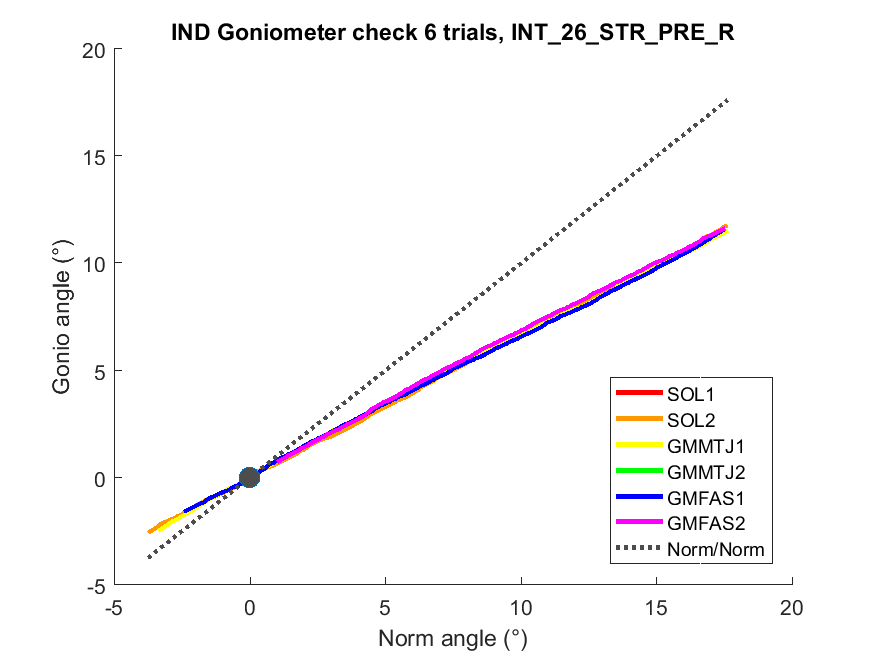 IND Goniometer check 6 trials, INT_26_STR_PRE_R
20
15
10
5
0
-5
-5
0
5
10
15
20
Gonio angle (°)
Norm angle (°)
SOL1
SOL2
GMMTJ1
GMMTJ2
GMFAS1
GMFAS2
Norm/Norm